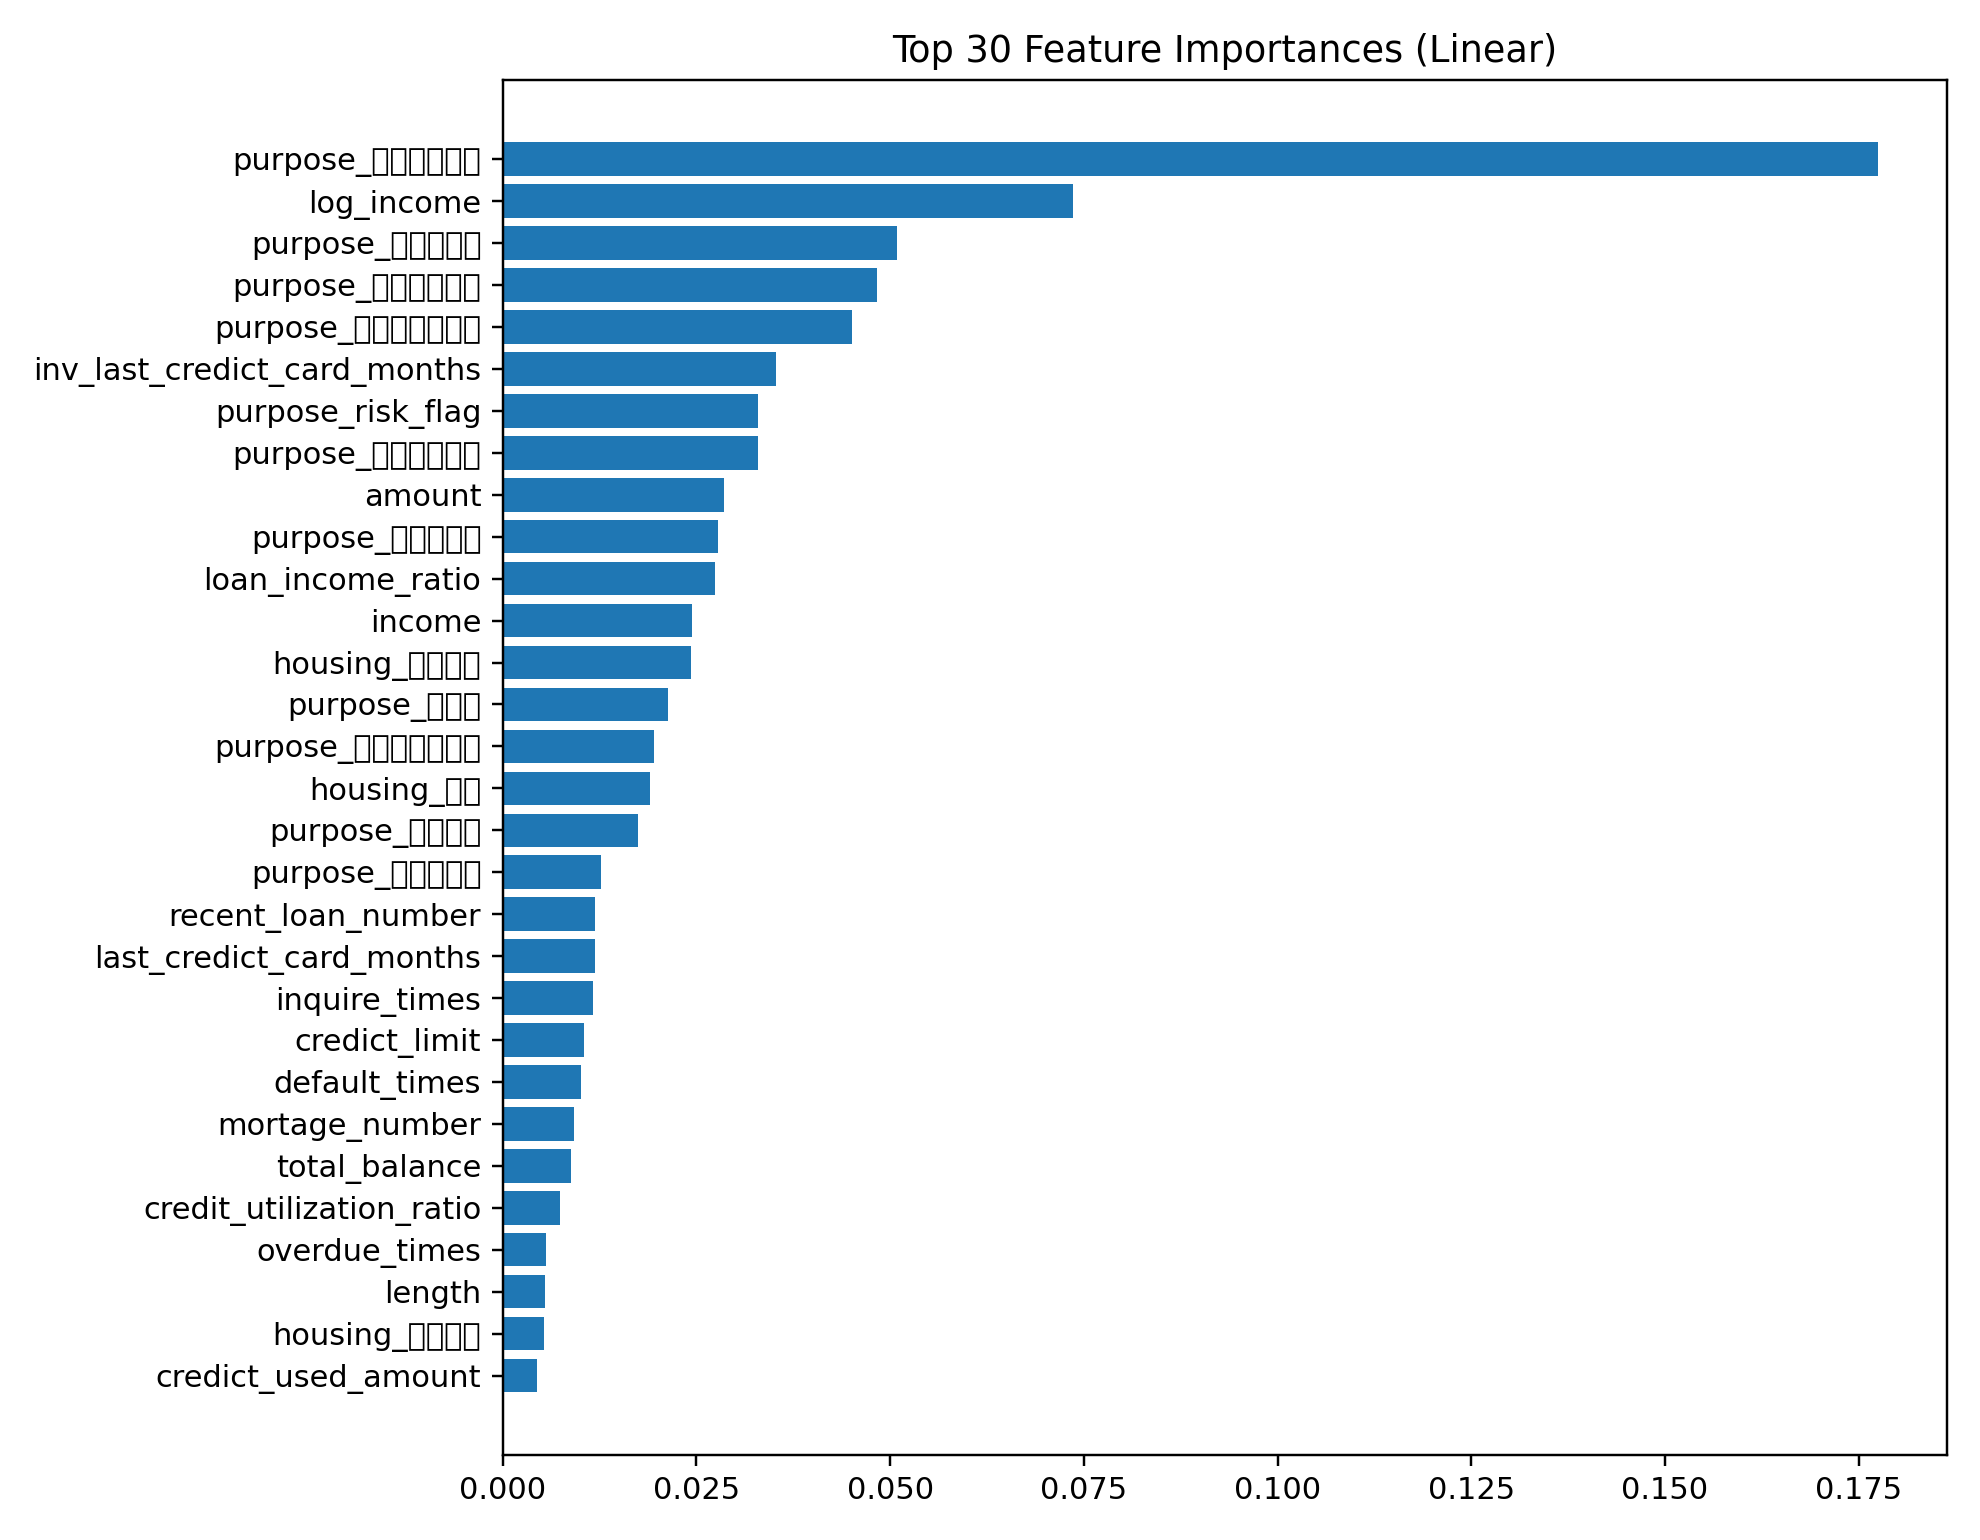 Top 30 Feature Importances (Linear)
purpose_□□□□□□
log_income
purpose_□□□□□
purpose_□□□□□□
purpose_□□□□□□□
inv_last_credict_card_months
purpose_risk_flag
purpose_□□□□□□
amount
purpose_□□□□□
loan_income_ratio
income
housing_□□□□
purpose_□□□
purpose_□□□□□□□
housing_□□
purpose_□□□□
purpose_□□□□□
recent_loan_number
last_credict_card_months
inquire_times
credict_limit
default_times
mortage_number
total_balance
credit_utilization_ratio
overdue_times
length
housing_□□□□
credict_used_amount
0.000 0.025 0.050 0.075 0.100 0.125 0.150 0.175